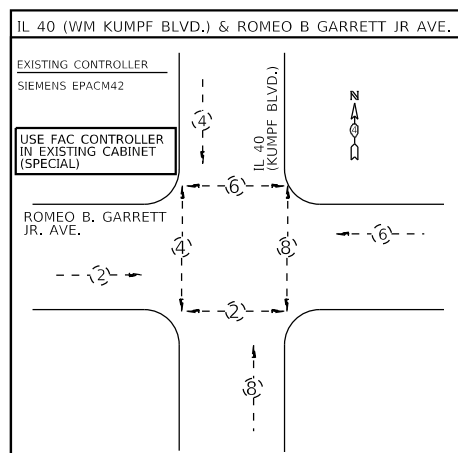 IL 40 (WM KUMPF BLVD.) & ROMEO B GARRETT JR AVE.
EXISTING CONTROLLER
SIEMENS EPACM42
USE FAC CONTROLLER
IN EXISTING CABINET
(SPECIAL)
4
IL 40
(KUMPF BLVD.)
N
4
6
ROMEO B. GARRETT
JR. AVE.
4
8
6
2
2
8